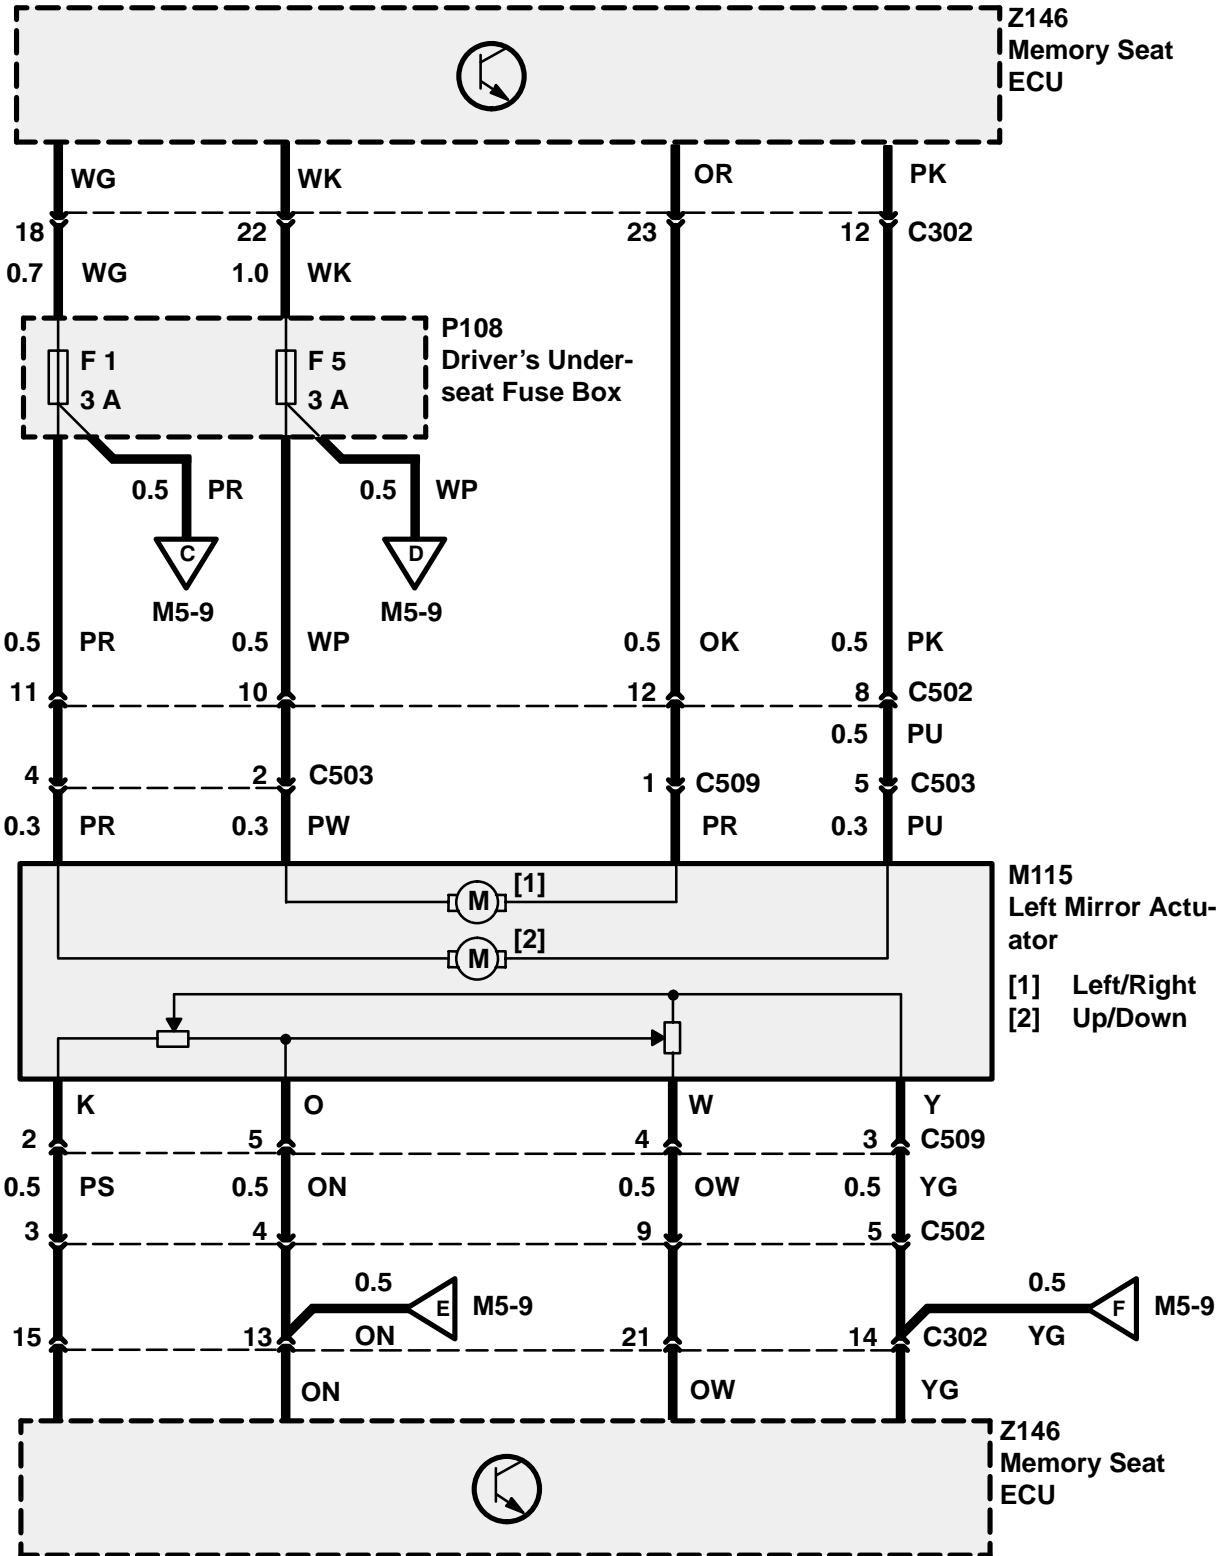 Z146
Memory Seat
ECU
WG WK OR PK
18 22 23 12 C302
0.7 WG 1.0 WK
P108
Driver’s Under-
seat Fuse Box
F 1 F 5
3 A 3 A
0.5 PR 0.5 WP
C D
M5-9 M5-9
0.5 PR 0.5 WP 0.5 OK 0.5 PK
11 10 12 8 C502
0.5 PU
4 2 C503 1 C509 5 C503
0.3 PR 0.3 PW PR 0.3 PU
M115
Left Mirror Actu-
ator
[1] Left/Right
[2] Up/Down
M [1]
M [2]
K O W Y
2 5 4 3 C509
0.5 PS 0.5 ON 0.5 OW 0.5 YG
3 4 9 5 C502
0.5 E M5-9 0.5 F M5-9
15 13 ON 21 14 C302 YG
ON OW YG
Z146
Memory Seat
ECU